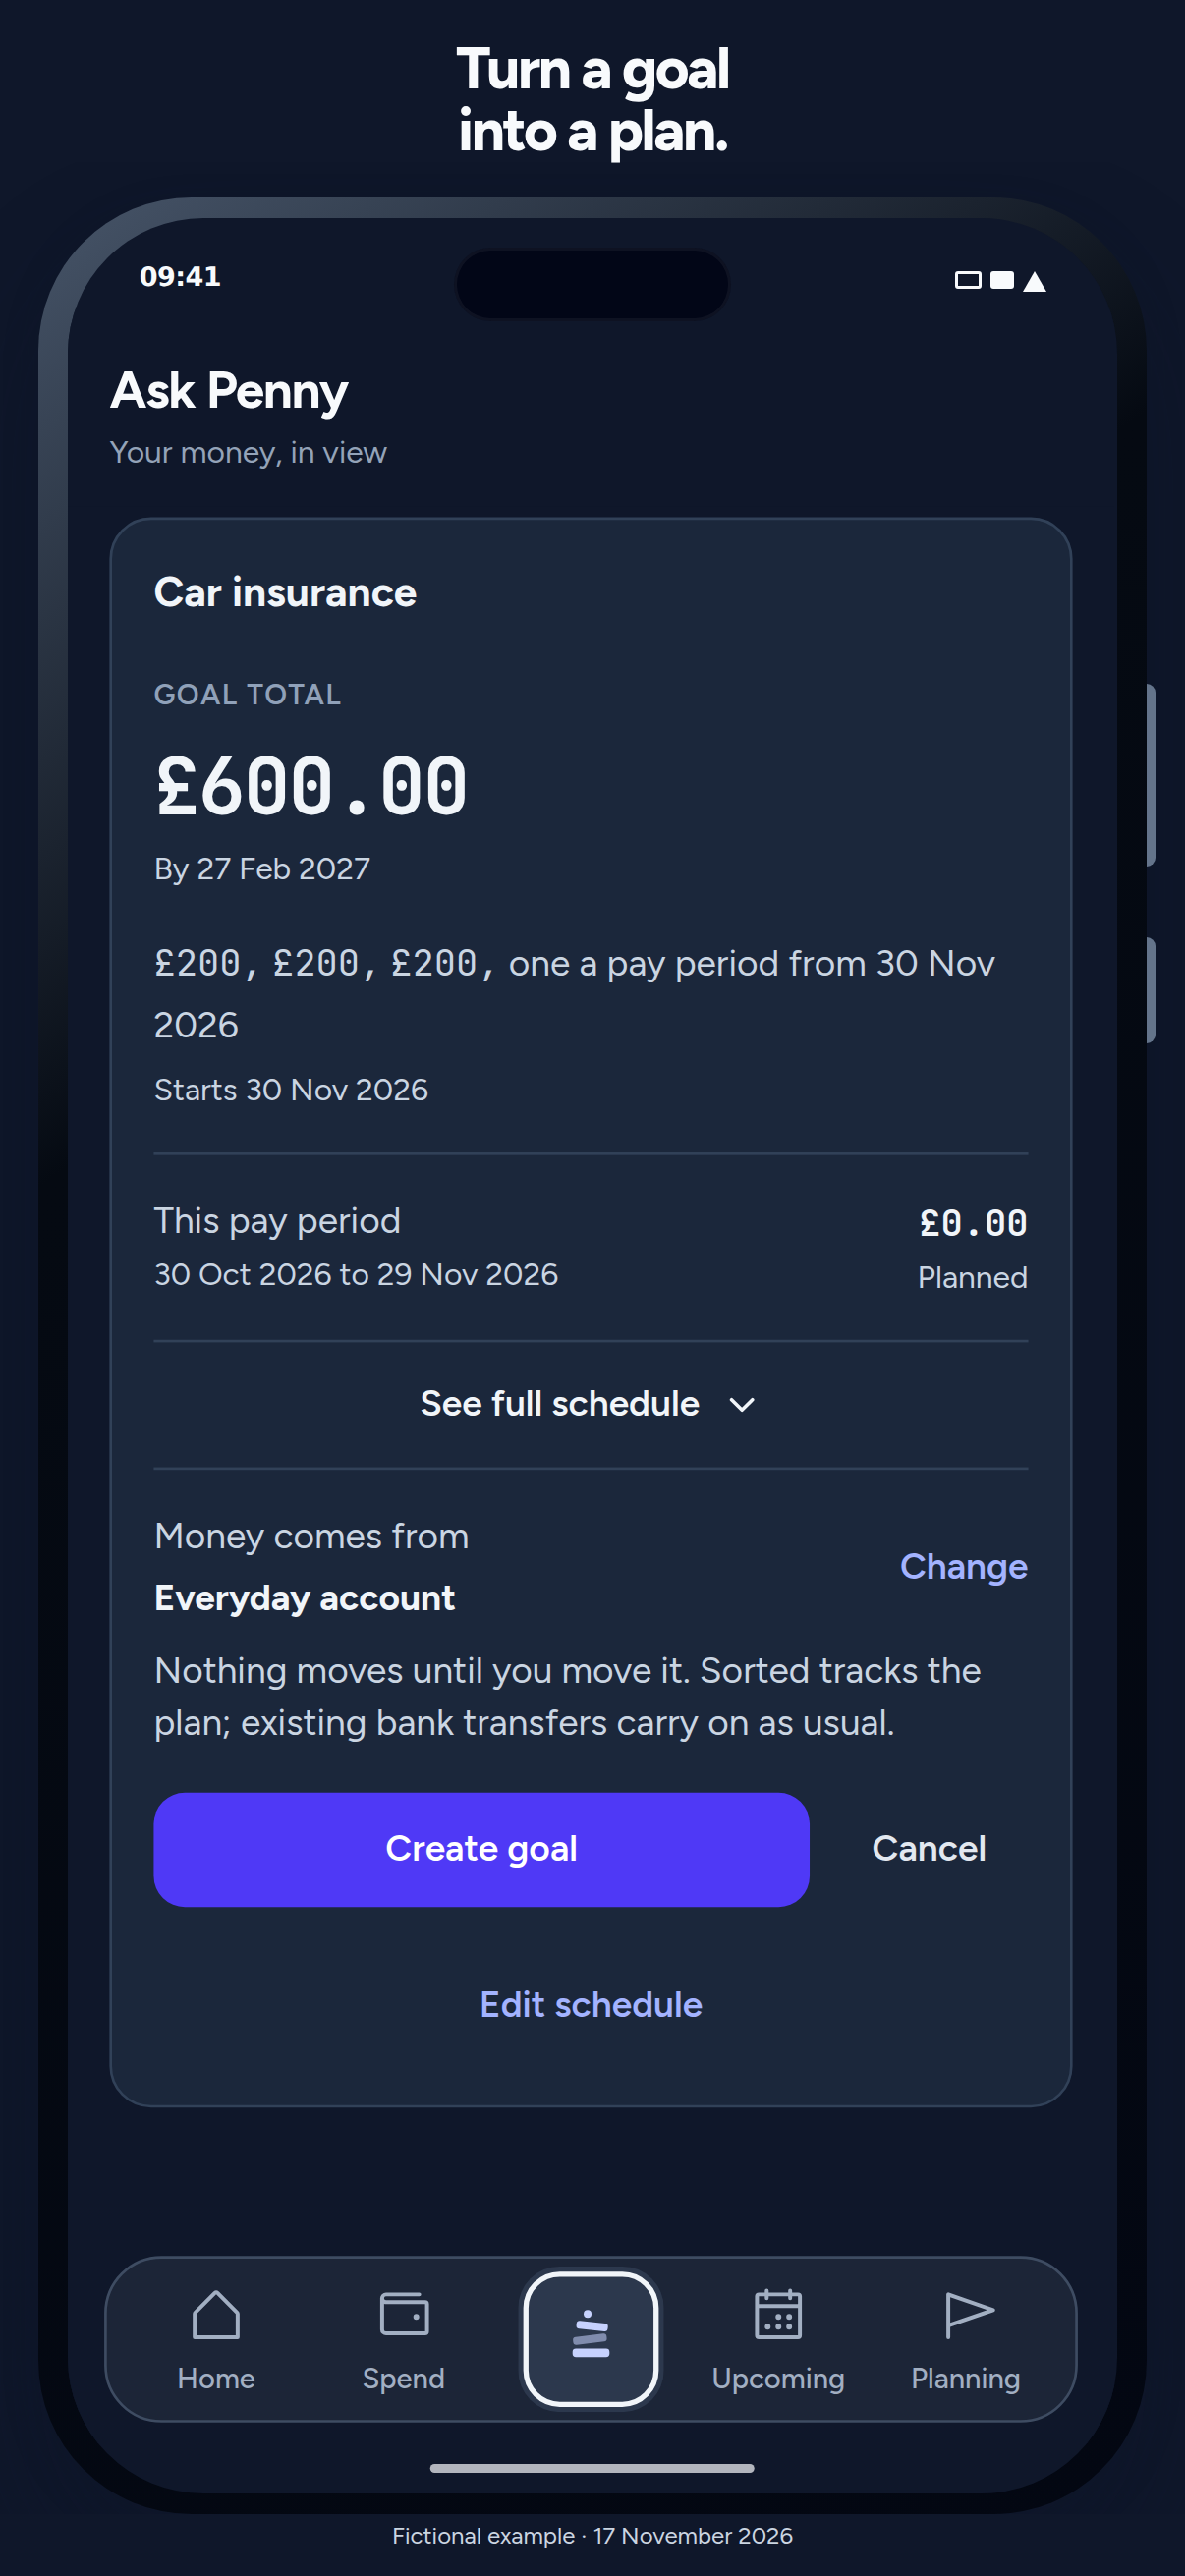 Turn a goal
into a plan.
09:41
Ask Penny
Your money, in view
Car insurance
GOAL TOTAL
£600.00
By 27 Feb 2027
£200, £200, £200, one a pay period from 30 Nov
2026
Starts 30 Nov 2026
This pay period
£0.00
30 Oct 2026 to 29 Nov 2026
Planned
See full schedule
Money comes from
Change
Everyday account
Nothing moves until you move it. Sorted tracks the
plan; existing bank transfers carry on as usual.
Create goal
Cancel
Edit schedule
Home
Spend
Upcoming
Planning
Fictional example · 17 November 2026